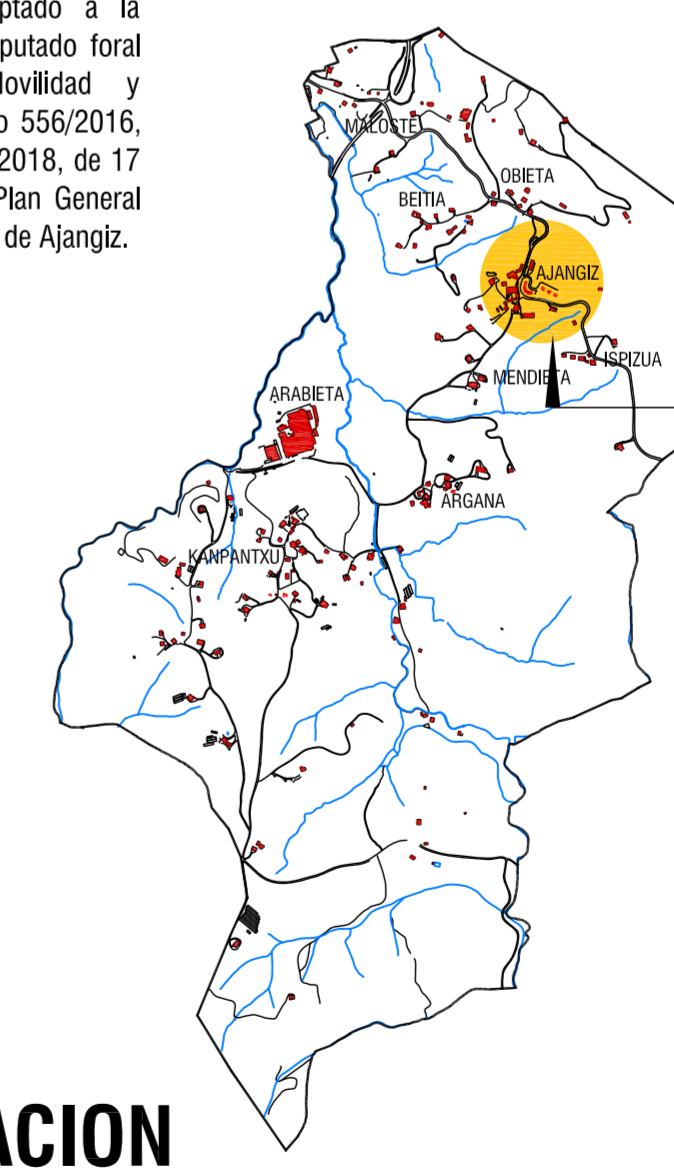 ptado a la
putado foral
lovilidad y
o 556/2016,
2018, de 17
Plan General
de Ajangiz.
MALOSTE
OBIETA
BEITIA
AJANGIZ
ISPIZUA
MENDIETA
ARABIETA
ARGANA
KANPANTXU
ACION